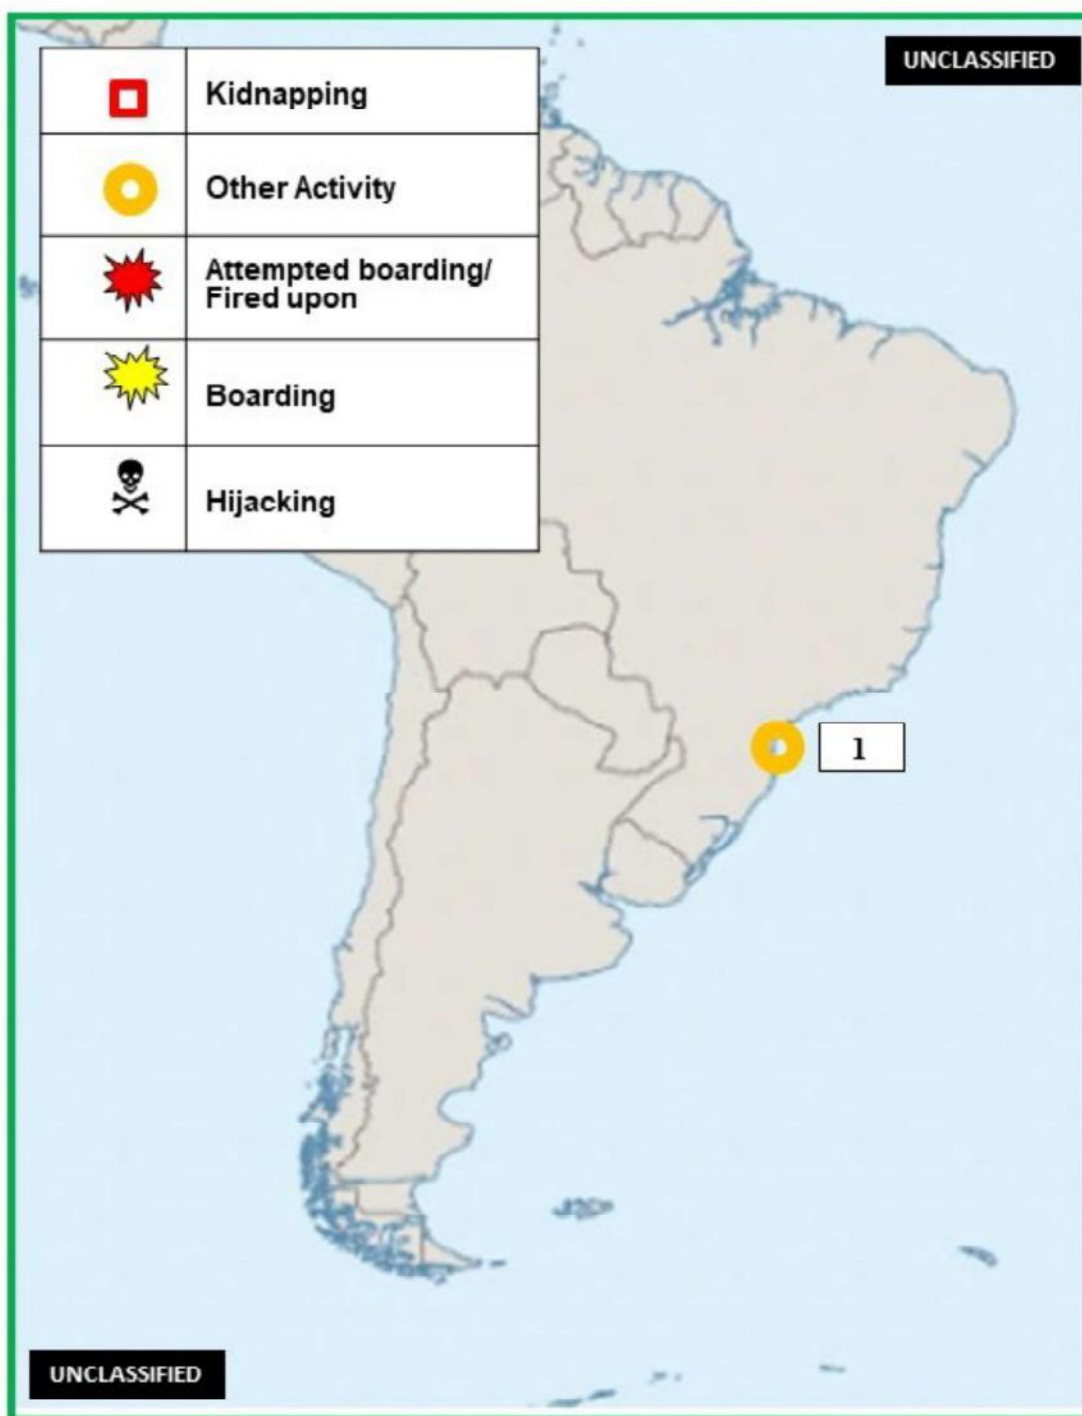 UNCLASSIFIED
Kidnapping
Other Activity
Attempted boarding/
Fired upon
Boarding
Hijacking
1
UNCLASSIFIED